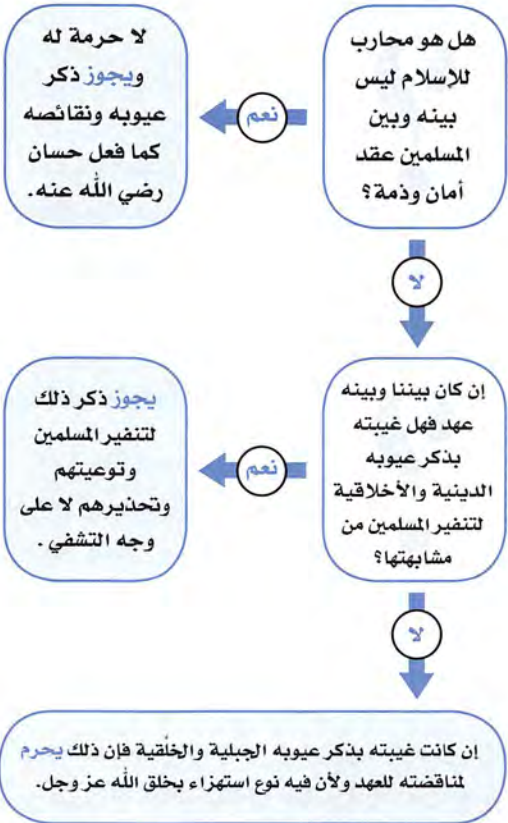 هل هو محارب
للإسلام ليس
بينه وبين
المسلمين عقد
أمان وذمة؟
نعم
لا حرمة له
ويجوز ذكر
عيوبه ونقائصه
كما فعل حسان
رضي الله عنه.
لا
إن كان بيننا وبينه
عهد فهل غيبته
بذكر عيوبه
الدينية والأخلاقية
لتنفير المسلمين من
مشابهتها؟
نعم
يجوز ذكر ذلك
لتنفير المسلمين
وتوعيتهم
وتحذيرهم لا على
وجه التشفي.
لا
إن كانت غيبته بذكر عيوبه الجبلية والخلْقية فإن ذلك يحرم
لمناقضته للعهد ولأن فيه نوع استهزاء بخلق الله عز وجل.